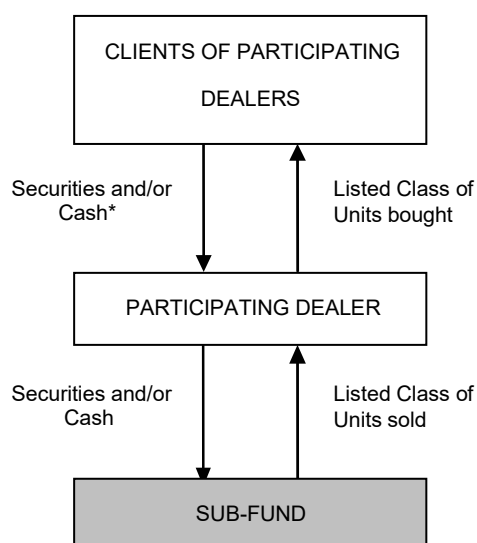 CLIENTS OF PARTICIPATING
DEALERS
Securities and/or
Cash*
Listed Class of
Units bought
PARTICIPATING DEALER
Securities and/or
Cash
Listed Class of
Units sold
SUB-FUND